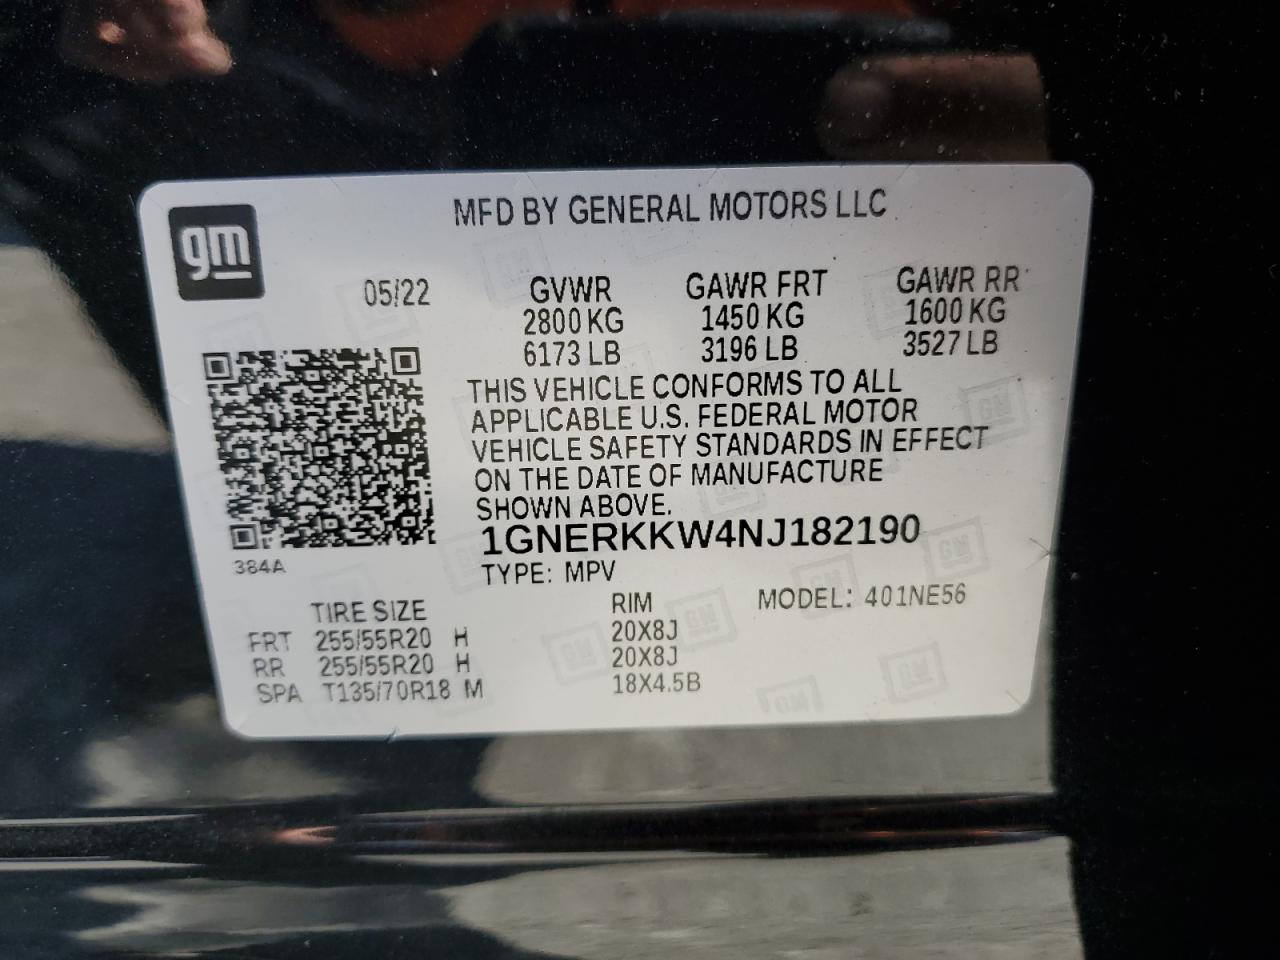 MFD BY GENERAL MOTORS LLC
gm
05/22 GVWR GAWR FRT GAWR RR
2800 KG 1450 KG 1600 KG
6173 LB 3196 LB 3527 LB
THIS VEHICLE CONFORMS TO ALL
APPLICABLE U.S. FEDERAL MOTOR
VEHICLE SAFETY STANDARDS IN EFFECT
ON THE DATE OF MANUFACTURE
SHOWN ABOVE.
1GNERKKW4NJ182190
384A
TYPE: MPV
TIRE SIZE RIM MODEL: 401NE56
FRT 255/55R20 H 20X8J
RR 255/55R20 H 20X8J
SPA T135/70R18 M 18X4.5B